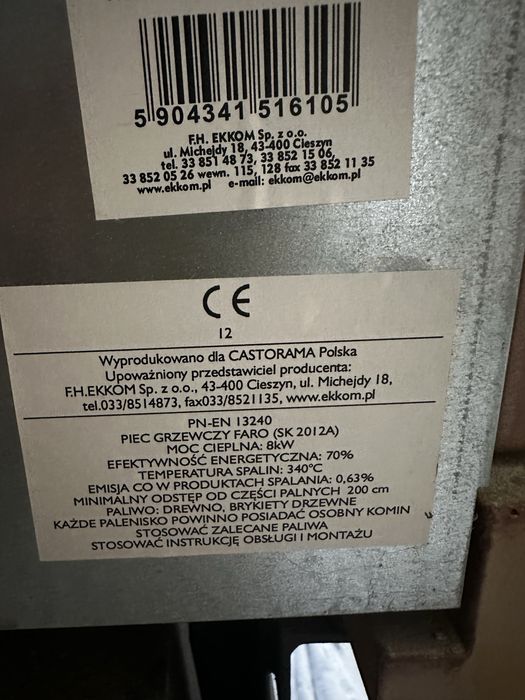 5 904341 516105
F.H. EKKOM Sp. z o.o.
ul. Michejdy 18, 43-400 Cieszyn
tel. 33 851 48 73, 33 852 15 06,
33 852 05 26 wewn. 115, 128 fax 33 852 11 35
www.ekkom.pl e-mail: ekkom@ekkom.pl
CE
12
Wyprodukowano dla CASTORAMA Polska
Upoważniony przedstawiciel producenta:
F.H.EKKOM Sp. z o.o., 43-400 Cieszyn, ul. Michejdy 18,
tel.033/8514873, fax033/8521135, www.ekkom.pl
PN-EN 13240
PIEC GRZEWCZY FARO (SK 2012A)
MOC CIEPLNA: 8kW
EFEKTYWNOŚĆ ENERGETYCZNA: 70%
TEMPERATURA SPALIN: 340°C
EMISJA CO W PRODUKTACH SPALANIA: 0,63%
MINIMALNY ODSTĘP OD CZĘŚCI PALNYCH 200 cm
PALIWO: DREWNO, BRYKIETY DRZEWNE
KAŻDE PALENISKO POWINNO POSIADAĆ OSOBNY KOMIN
STOSOWAĆ ZALECANE PALIWA
STOSOWAĆ INSTRUKCJĘ OBSŁUGI I MONTAŻU